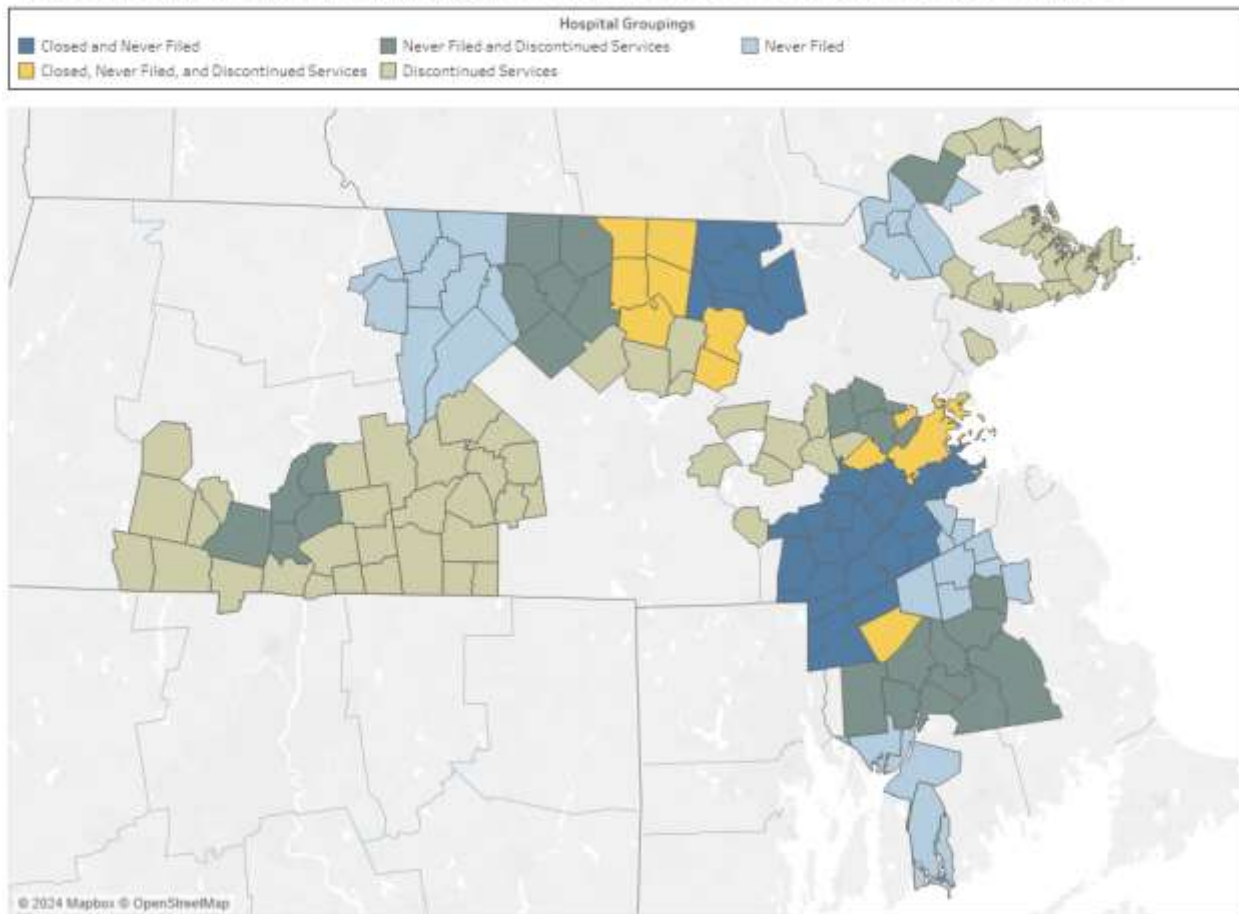 Hospital Groupings
Closed and Never Filed Never Filed and Discontinued Services Never Filed
Closed, Never Filed, and Discontinued Services Discontinued Services
© 2024 Mapbox © OpenStreetMap